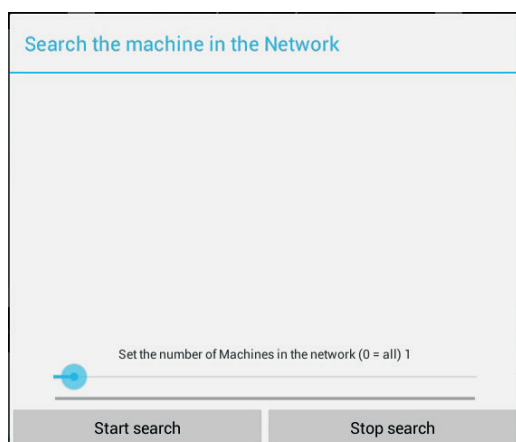 Search the machine in the Network
Set the number of Machines in the network (0 = all) 1
Start search
Stop search